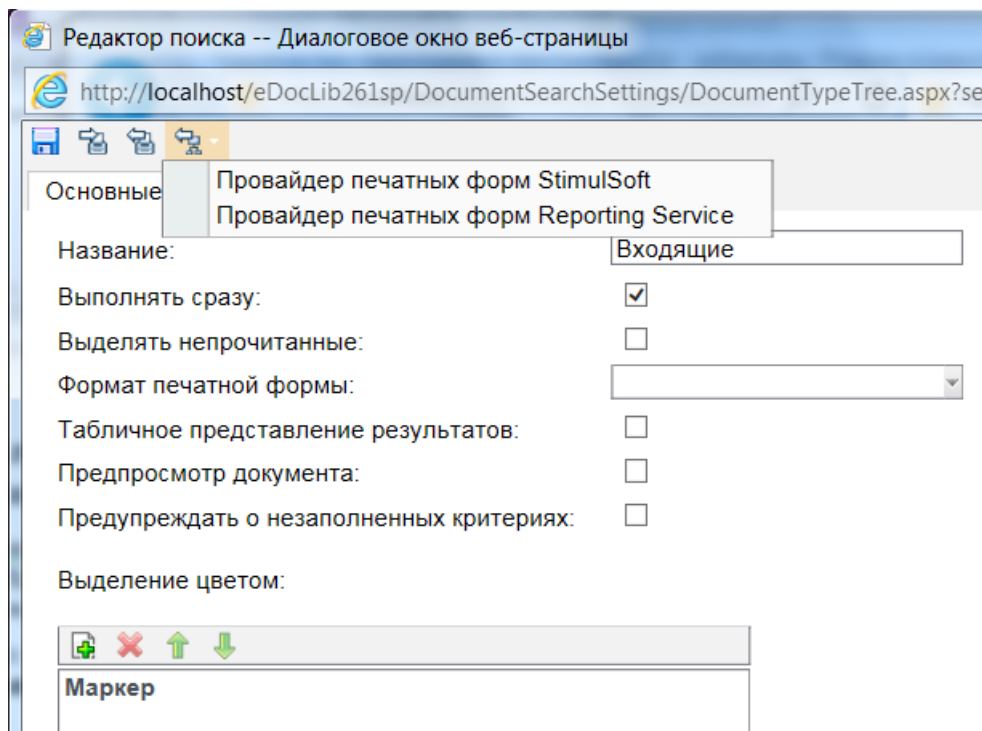 Редактор поиска -- Диалоговое окно веб-страницы
http://localhost/eDocLib261sp/DocumentSearchSettings/DocumentTypeTree.aspx?se
Провайдер печатных форм StimulSoft
Основные
Провайдер печатных форм Reporting Service
Название: Входящие
Выполнять сразу:
Выделять непрочитанные:
Формат печатной формы:
Табличное представление результатов:
Предпросмотр документа:
Предупреждать о незаполненных критериях:
Выделение цветом:
Маркер